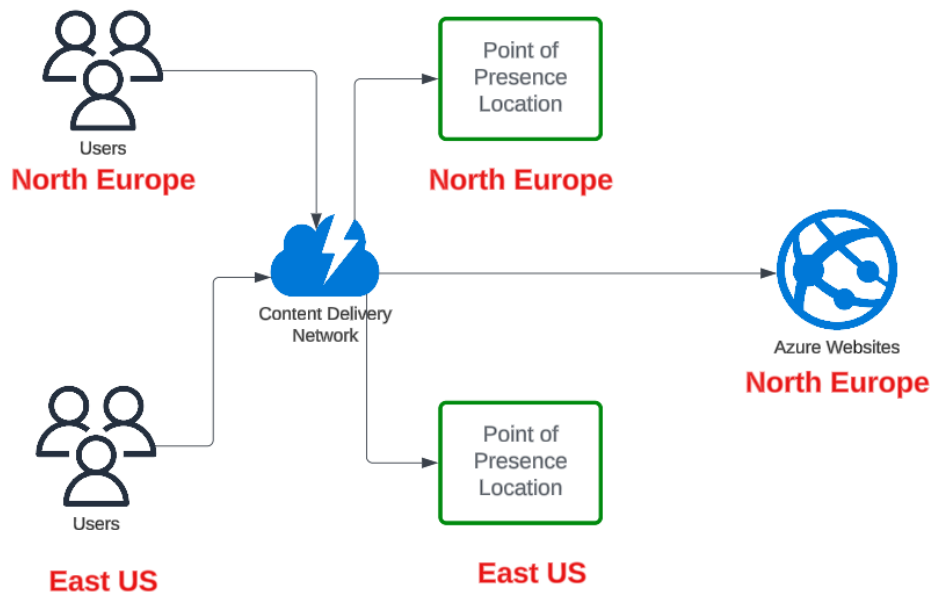 Users
North Europe
Point of
Presence
Location
North Europe
Content Delivery
Network
Azure Websites
North Europe
Users
East US
Point of
Presence
Location
East US